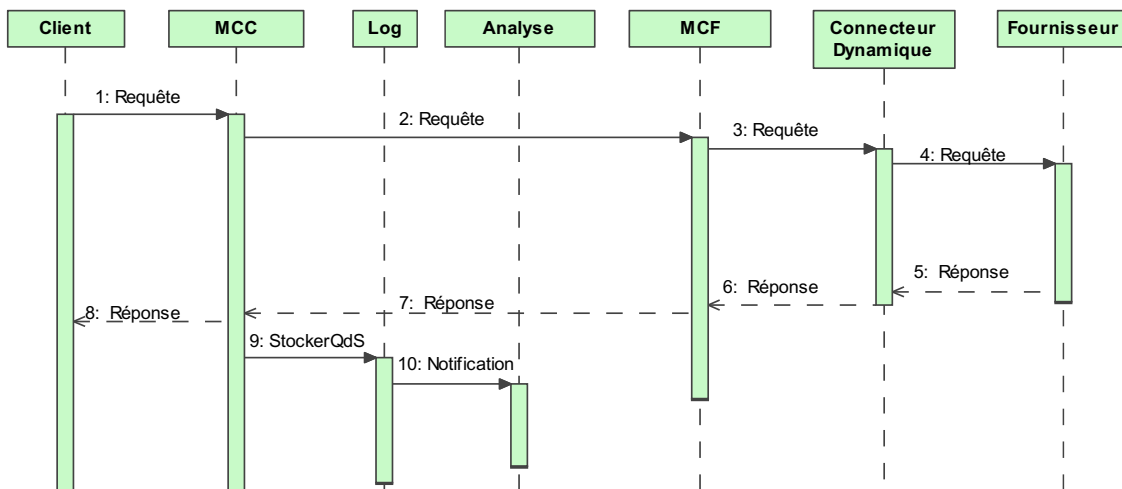 Client
MCC
Log
Analyse
MCF
Connecteur
Dynamique
Fournisseur
1: Requête
2: Requête
3: Requête
4: Requête
5: Réponse
6: Réponse
7: Réponse
8: Réponse
9: StockerQdS
10: Notification